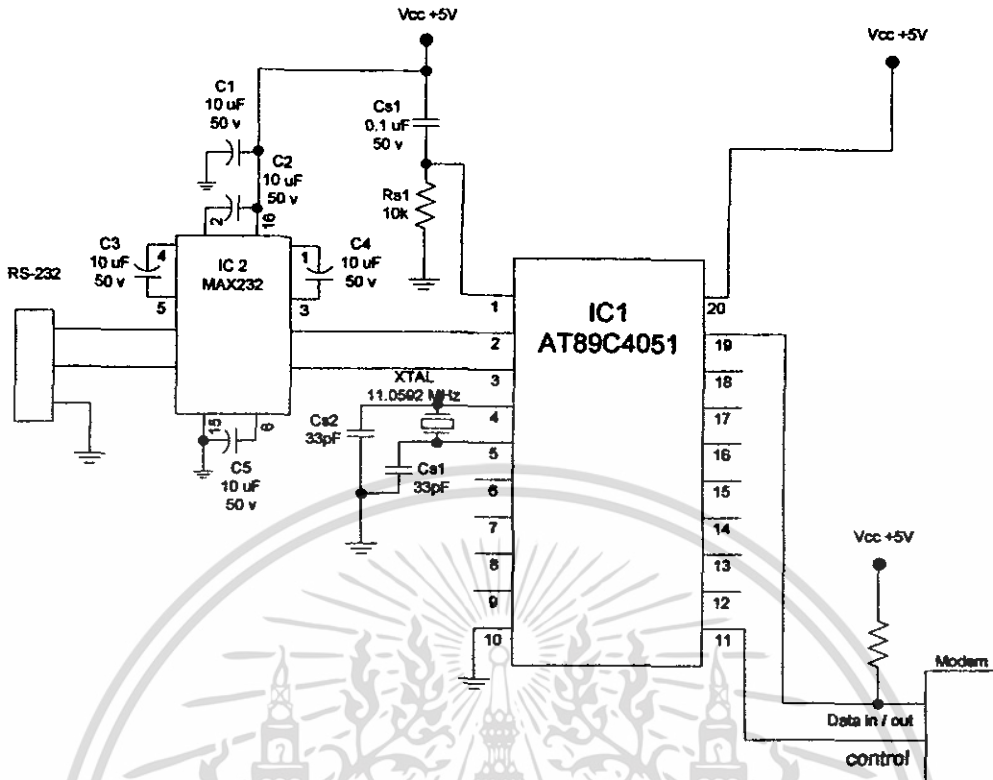 Vcc +5V
Vcc +5V
C1
10 uF
50 v
Cs1
0.1 uF
50 v
C2
10 uF
50 v
Rs1
10k
2
16
C3
10 uF
50 v
4
5
IC 2
MAX232
1
3
C4
10 uF
50 v
RS-232
15
6
C5
10 uF
50 v
IC1
AT89C4051
1
2
3
4
5
6
7
8
9
10
20
19
18
17
16
15
14
13
12
11
XTAL
11.0592 MHz
Cs2
33pF
Cs1
33pF
Vcc +5V
Modem
Data in / out
control